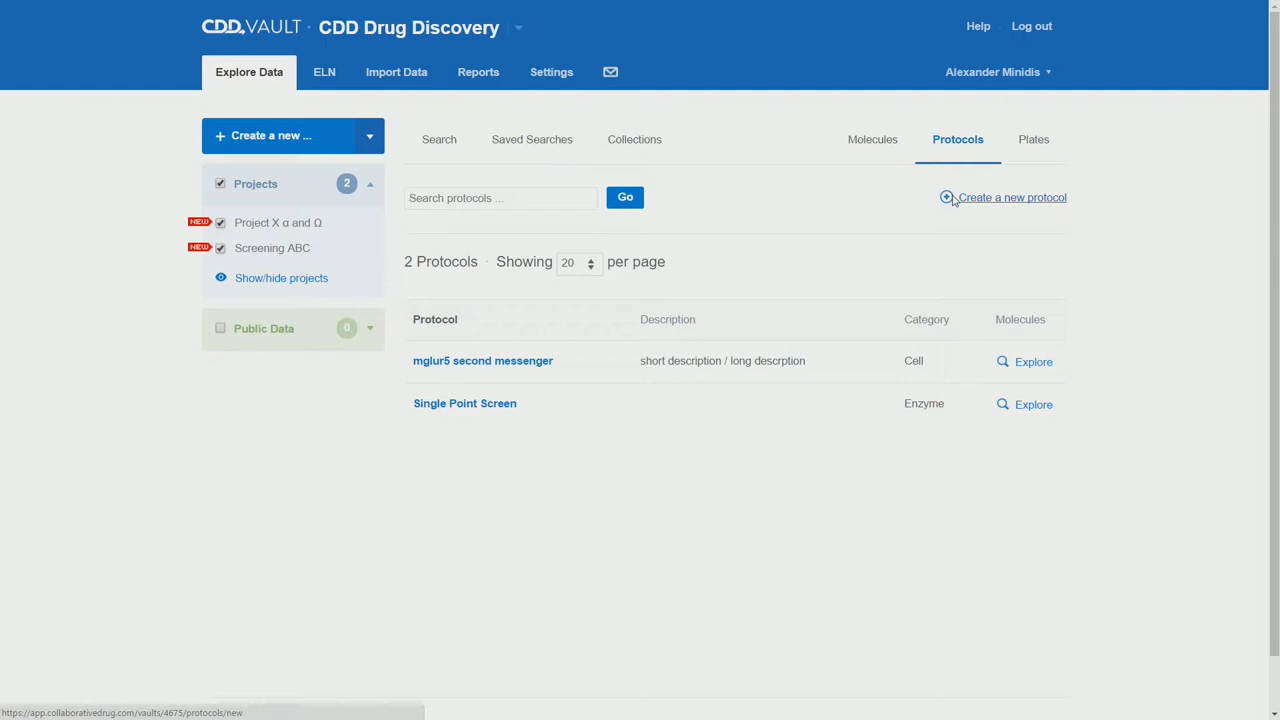 CDD. VAULT · CDD Drug Discovery
Help Log out
Explore Data ELN Import Data Reports Settings Alexander Minidis
+ Create a new ...
Search Saved Searches Collections Molecules Protocols Plates
Projects 2
Search protocols ... Go Create a new protocol
NEW Project X α and Ω
NEW Screening ABC
2 Protocols · Showing 20 per page
Show/hide projects
Public Data 0
Protocol Description Category Molecules
mglur5 second messenger short description / long descrption Cell Explore
Single Point Screen Enzyme Explore
https://app.collaborativedrug.com/vaults/4675/protocols/new